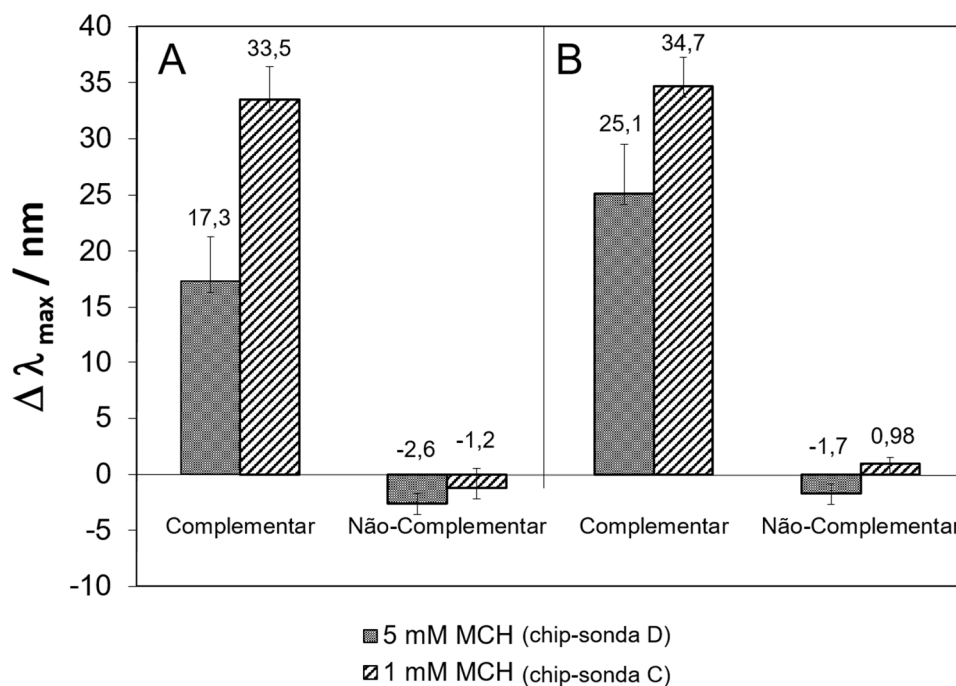 40
35
30
25
20
15
10
5
0
-5
-10
Δ λmax / nm
A
33,5
17,3
-2,6
-1,2
B
34,7
25,1
-1,7
0,98
Complementar
Não-Complementar
Complementar
Não-Complementar
5 mM MCH (chip-sonda D)
1 mM MCH (chip-sonda C)